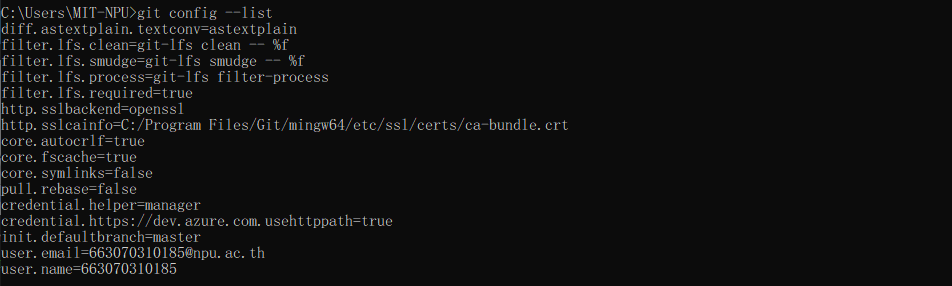 C:\Users\MIT-NPU>git config --list
diff.astextplain.textconv=astextplain
filter.lfs.clean=git-lfs clean -- %f
filter.lfs.smudge=git-lfs smudge -- %f
filter.lfs.process=git-lfs filter-process
filter.lfs.required=true
http.sslbackend=openssl
http.sslcainfo=C:/Program Files/Git/mingw64/etc/ssl/certs/ca-bundle.crt
core.autocrlf=true
core.fscache=true
core.symlinks=false
pull.rebase=false
credential.helper=manager
credential.https://dev.azure.com.usehttppath=true
init.defaultbranch=master
user.email=663070310185@npu.ac.th
user.name=663070310185